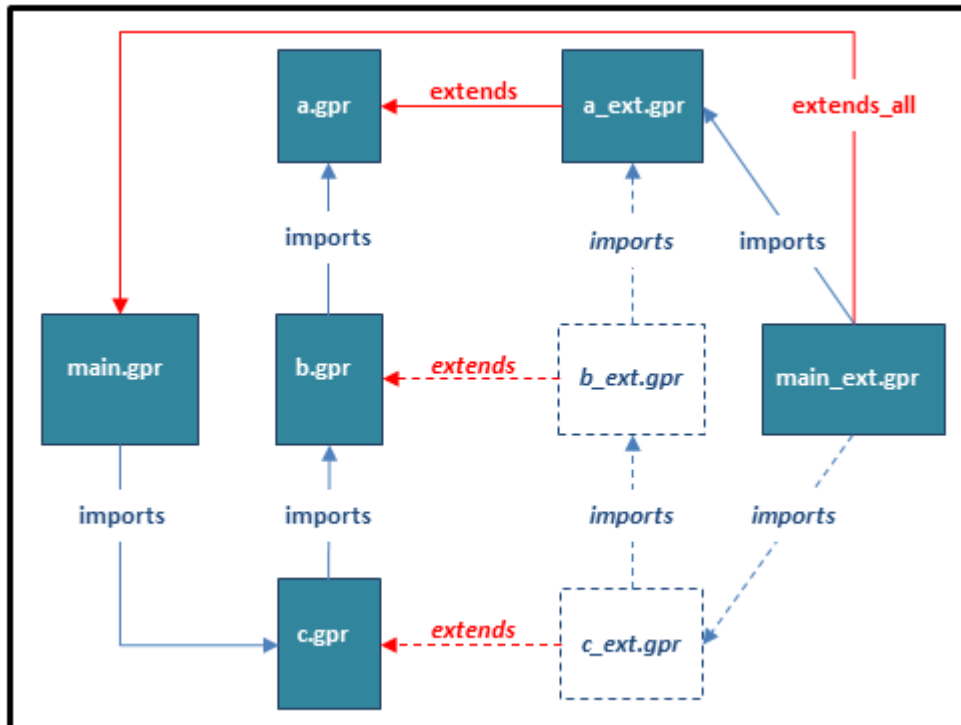 a.gpr
extends
a_ext.gpr
extends_all
imports
imports
imports
main.gpr
b.gpr
extends
b_ext.gpr
main_ext.gpr
imports
imports
imports
imports
c.gpr
extends
c_ext.gpr